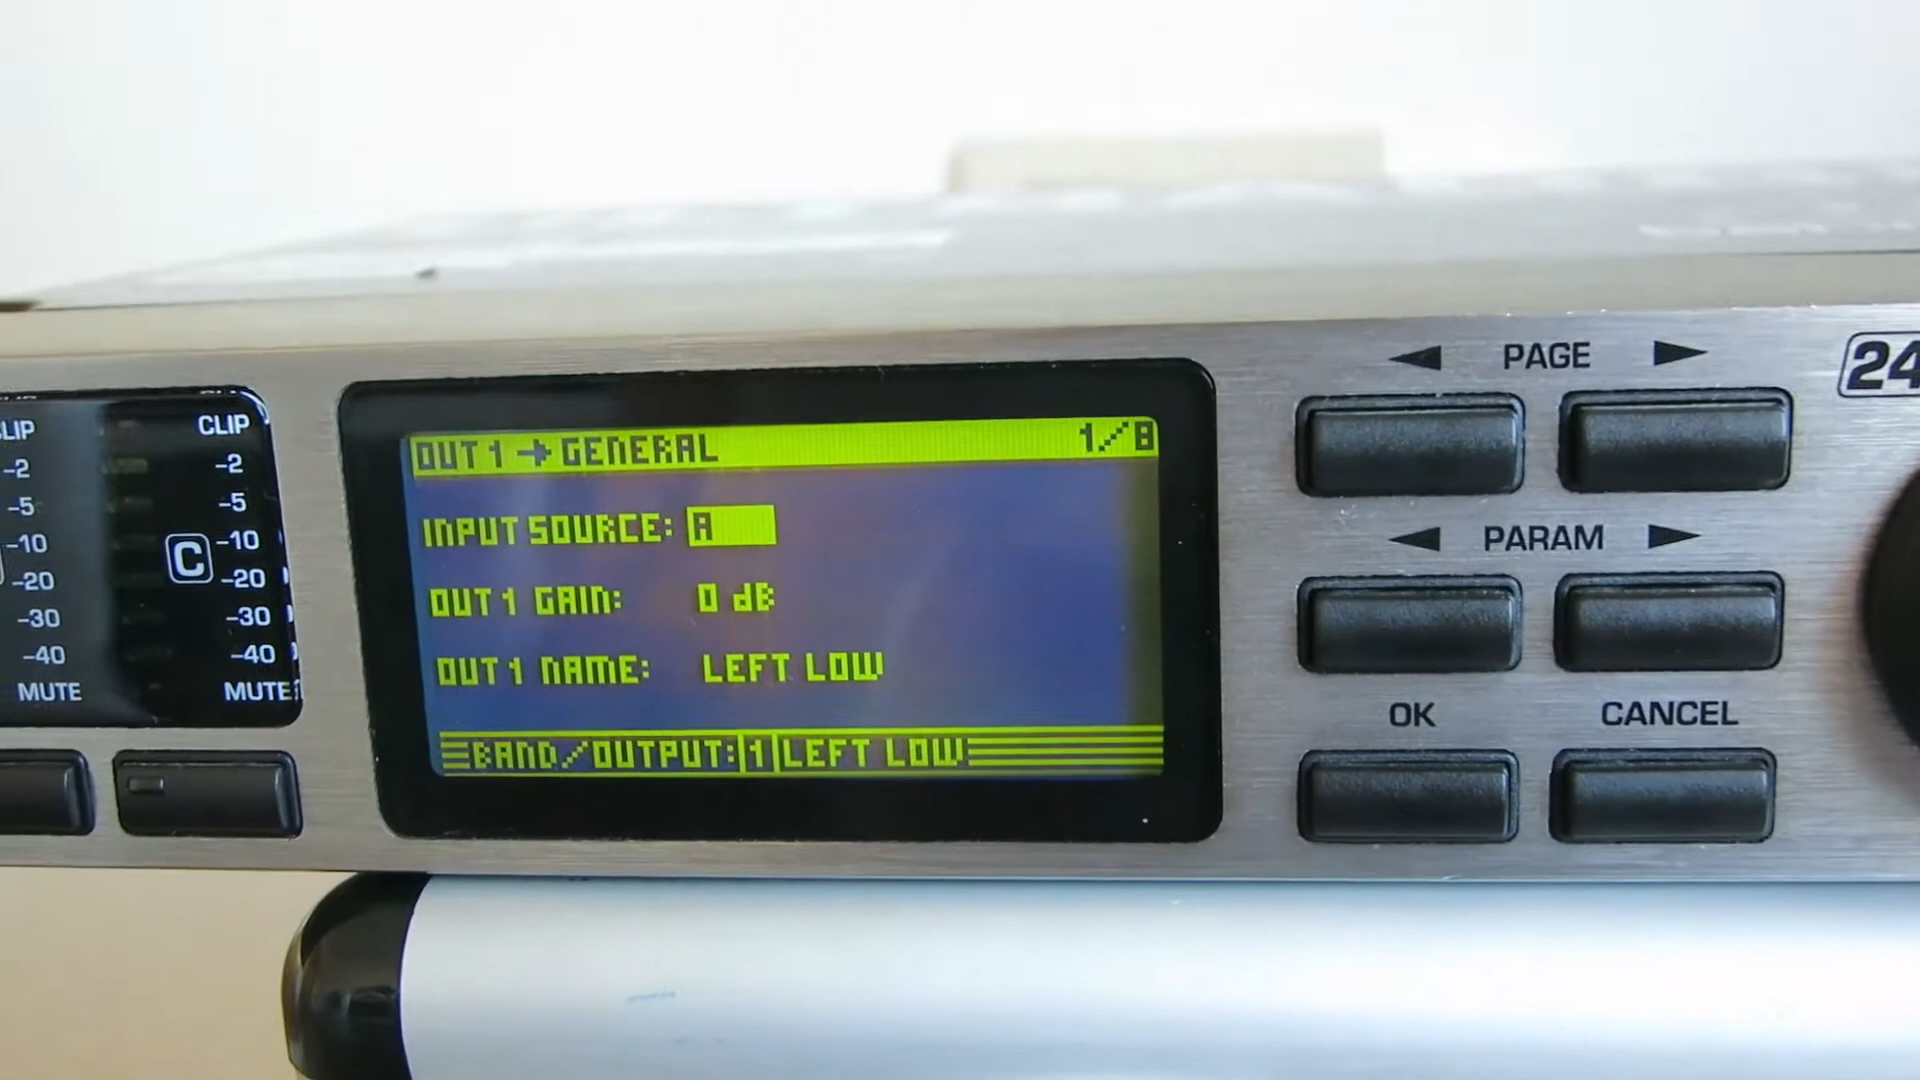 OUT 1 → GENERAL 1/8
INPUT SOURCE: A
OUT 1 GAIN: 0 dB
OUT 1 NAME: LEFT LOW
BAND/OUTPUT: 1 LEFT LOW
CLIP
-2
-5
-10
-20
-30
-40
MUTE
C
CLIP
-2
-5
-10
-20
-30
-40
MUTE
◄ PAGE ►
◄ PARAM ►
OK CANCEL
24